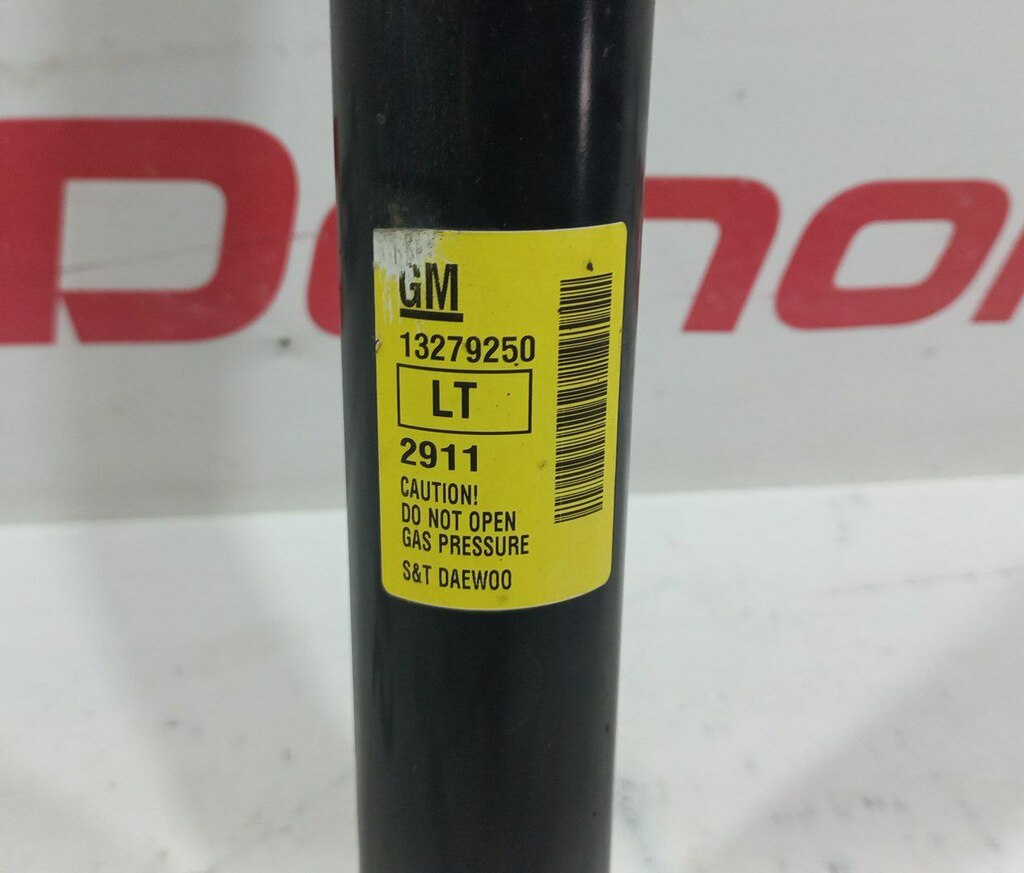 GM
13279250
LT
2911
CAUTION!
DO NOT OPEN
GAS PRESSURE
S&T DAEWOO